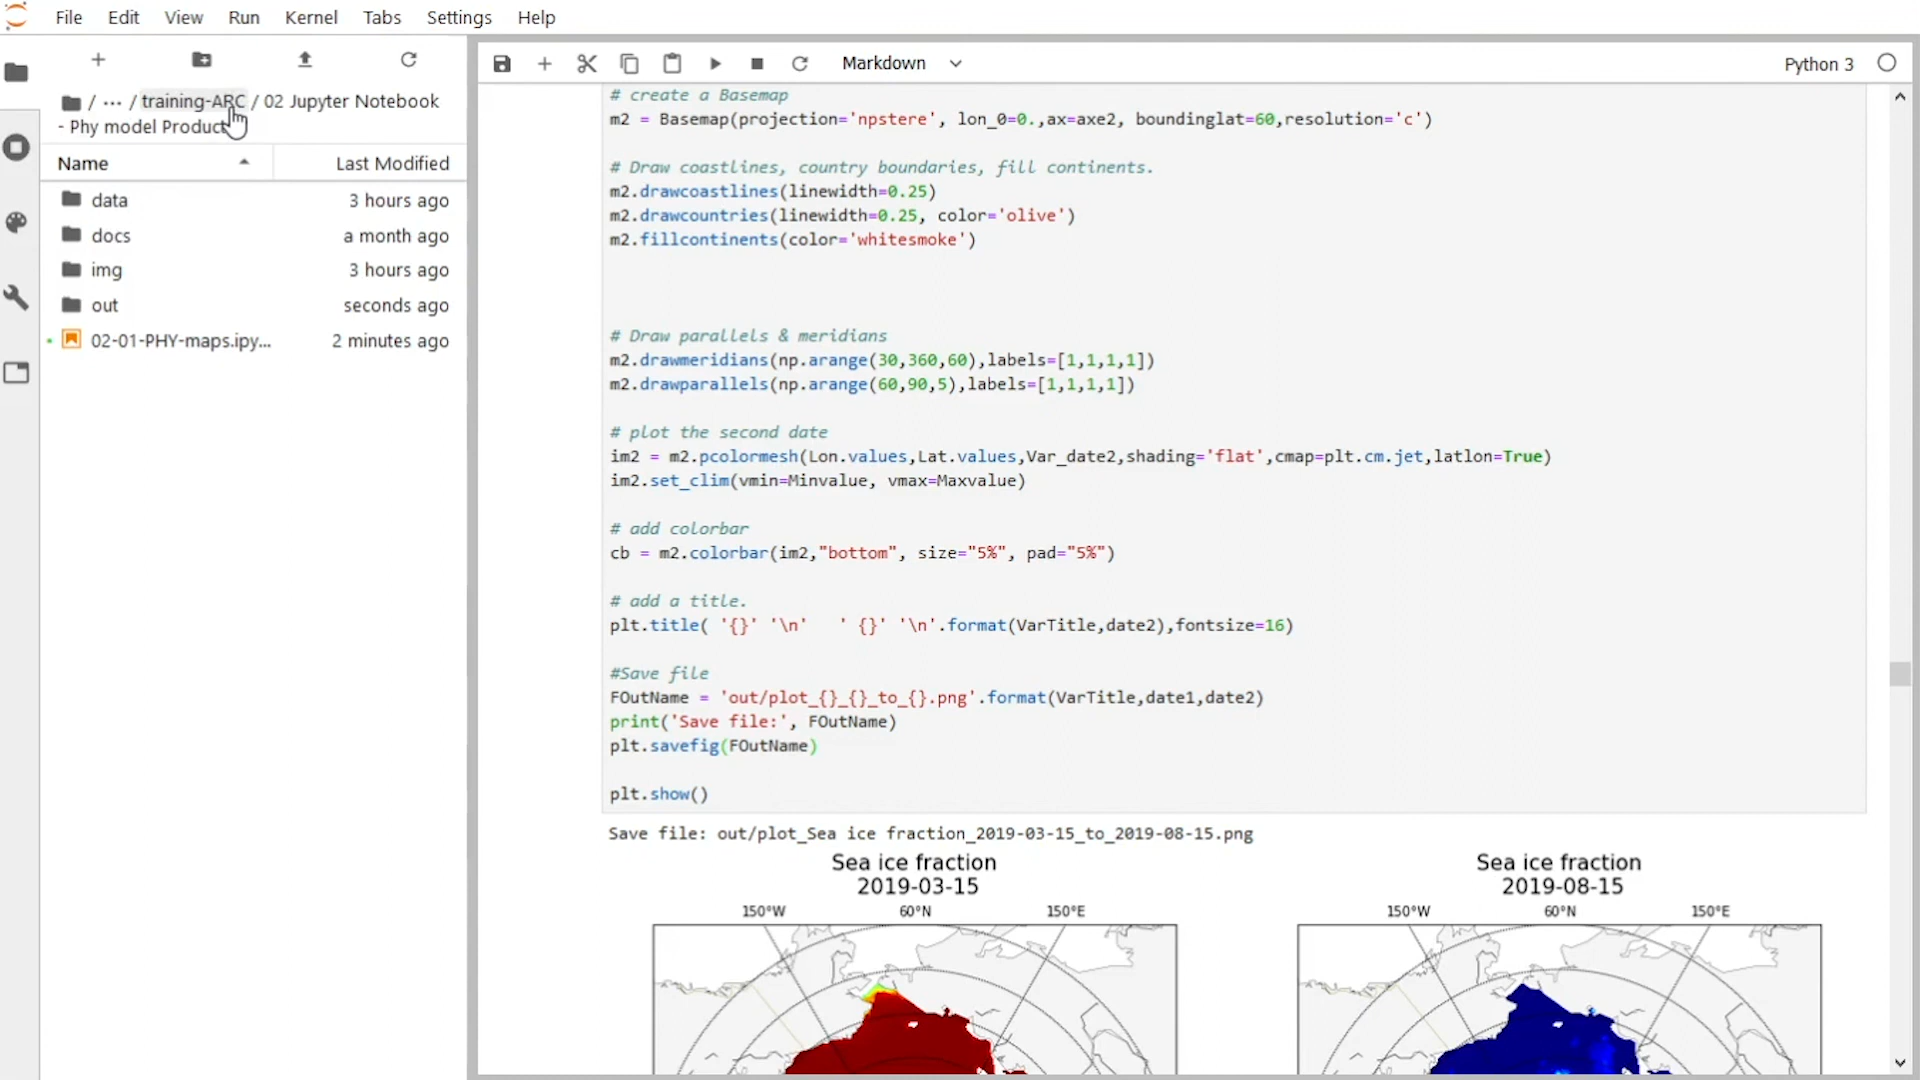 File Edit View Run Kernel Tabs Settings Help
/ ... / training-ARC / 02 Jupyter Notebook
- Phy model Product
Name Last Modified
data 3 hours ago
docs a month ago
img 3 hours ago
out seconds ago
02-01-PHY-maps.ipy... 2 minutes ago
Markdown Python 3
# create a Basemap
m2 = Basemap(projection='npstere', lon_0=0.,ax=axe2, boundinglat=60,resolution='c')
# Draw coastlines, country boundaries, fill continents.
m2.drawcoastlines(linewidth=0.25)
m2.drawcountries(linewidth=0.25, color='olive')
m2.fillcontinents(color='whitesmoke')
# Draw parallels & meridians
m2.drawmeridians(np.arange(30,360,60),labels=[1,1,1,1])
m2.drawparallels(np.arange(60,90,5),labels=[1,1,1,1])
# plot the second date
im2 = m2.pcolormesh(Lon.values,Lat.values,Var_date2,shading='flat',cmap=plt.cm.jet,latlon=True)
im2.set_clim(vmin=Minvalue, vmax=Maxvalue)
# add colorbar
cb = m2.colorbar(im2,"bottom", size="5%", pad="5%")
# add a title.
plt.title( '{}' '\n'   ' {}' '\n'.format(VarTitle,date2),fontsize=16)
#Save file
FOutName = 'out/plot_{}_{}_to_{}.png'.format(VarTitle,date1,date2)
print('Save file:', FOutName)
plt.savefig(FOutName)
plt.show()
Save file: out/plot_Sea ice fraction_2019-03-15_to_2019-08-15.png
Sea ice fraction Sea ice fraction
2019-03-15 2019-08-15
150°W 60°N 150°E 150°W 60°N 150°E